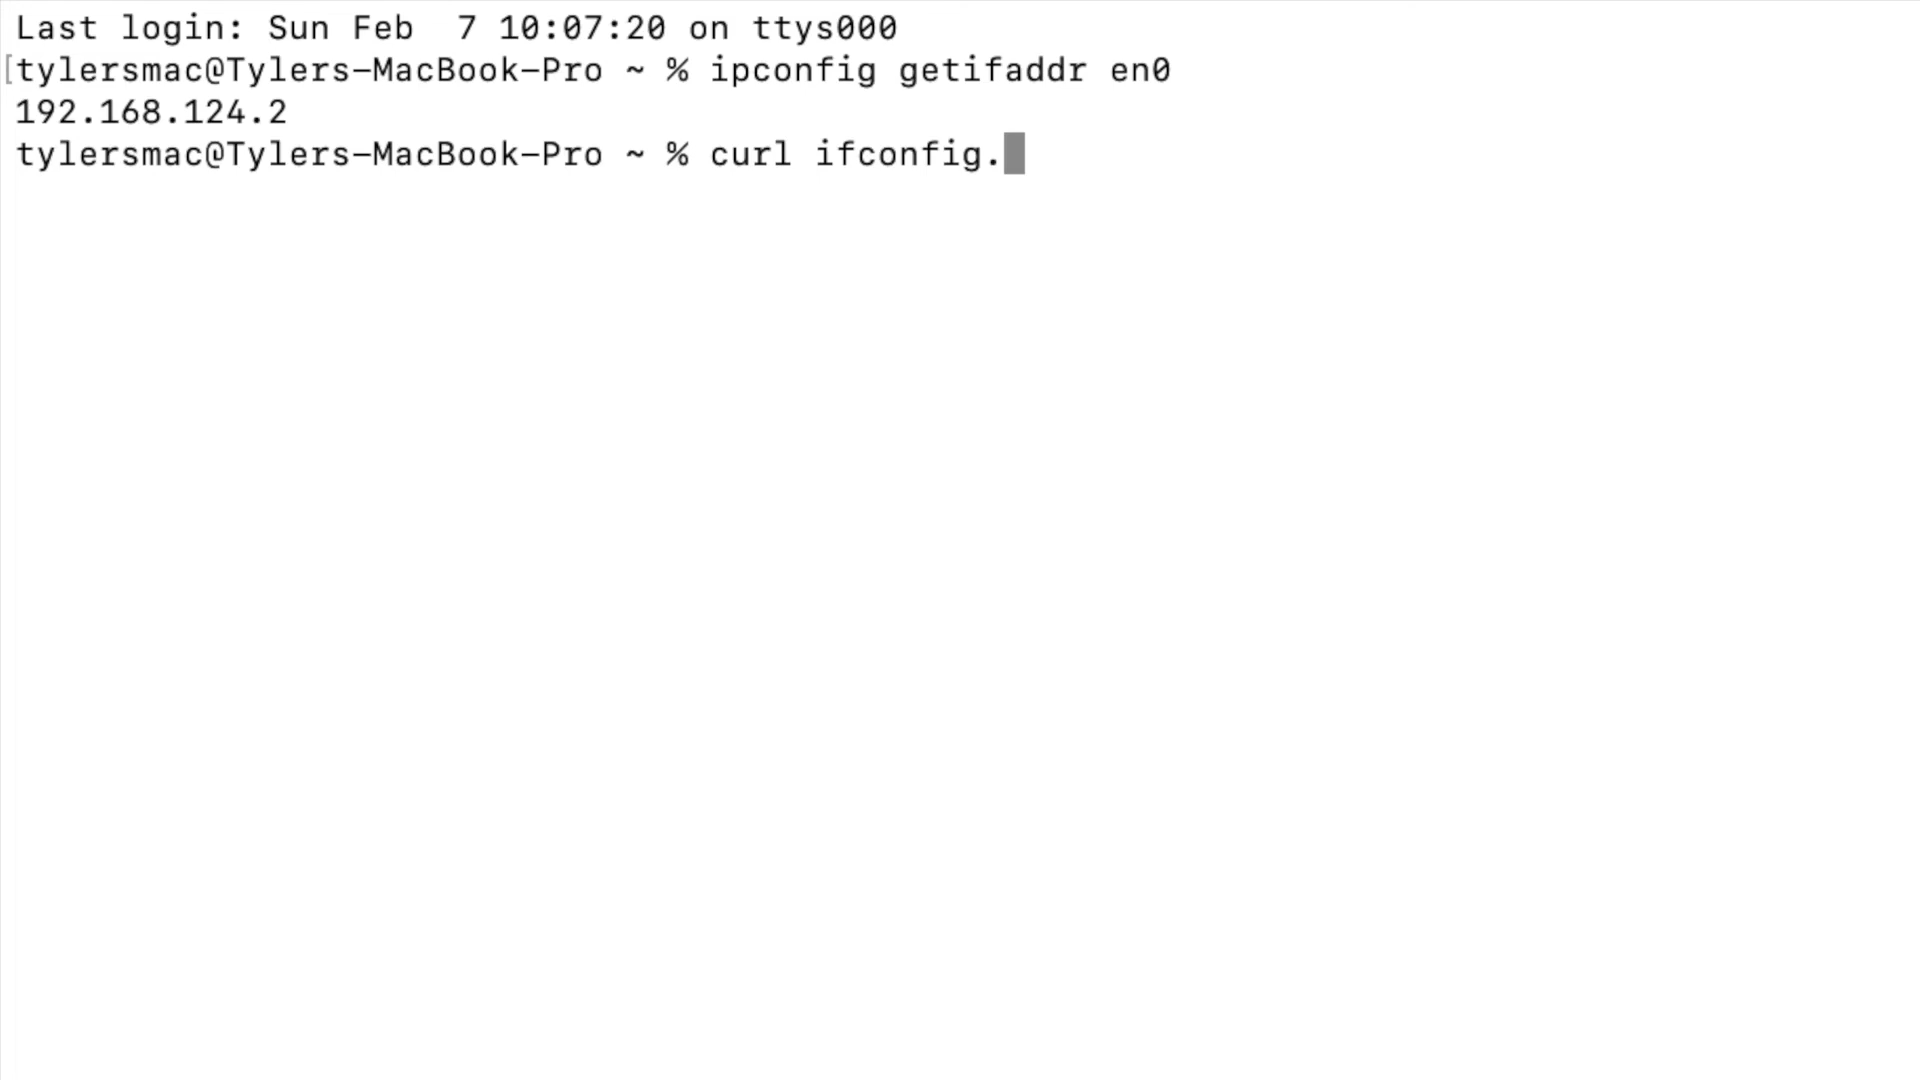 Last login: Sun Feb  7 10:07:20 on ttys000
[tylersmac@Tylers-MacBook-Pro ~ % ipconfig getifaddr en0
192.168.124.2
tylersmac@Tylers-MacBook-Pro ~ % curl ifconfig.